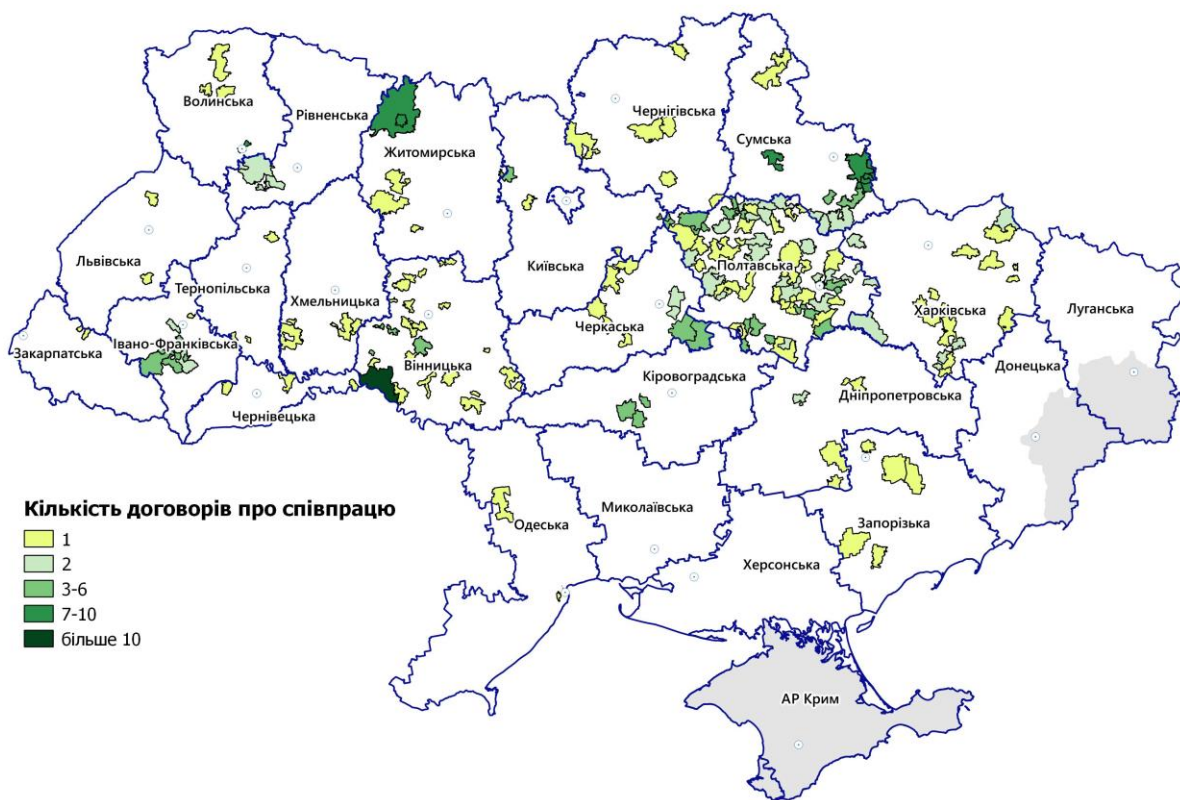 Волинська
Рівненська
Житомирська
Чернігівська
Сумська
Львівська
Тернопільська
Хмельницька
Київська
Полтавська
Харківська
Луганська
Закарпатська
Івано-Франківська
Чернівецька
Вінницька
Черкаська
Кіровоградська
Дніпропетровська
Донецька
Одеська
Миколаївська
Запорізька
Херсонська
АР Крим
Кількість договорів про співпрацю
1
2
3-6
7-10
більше 10